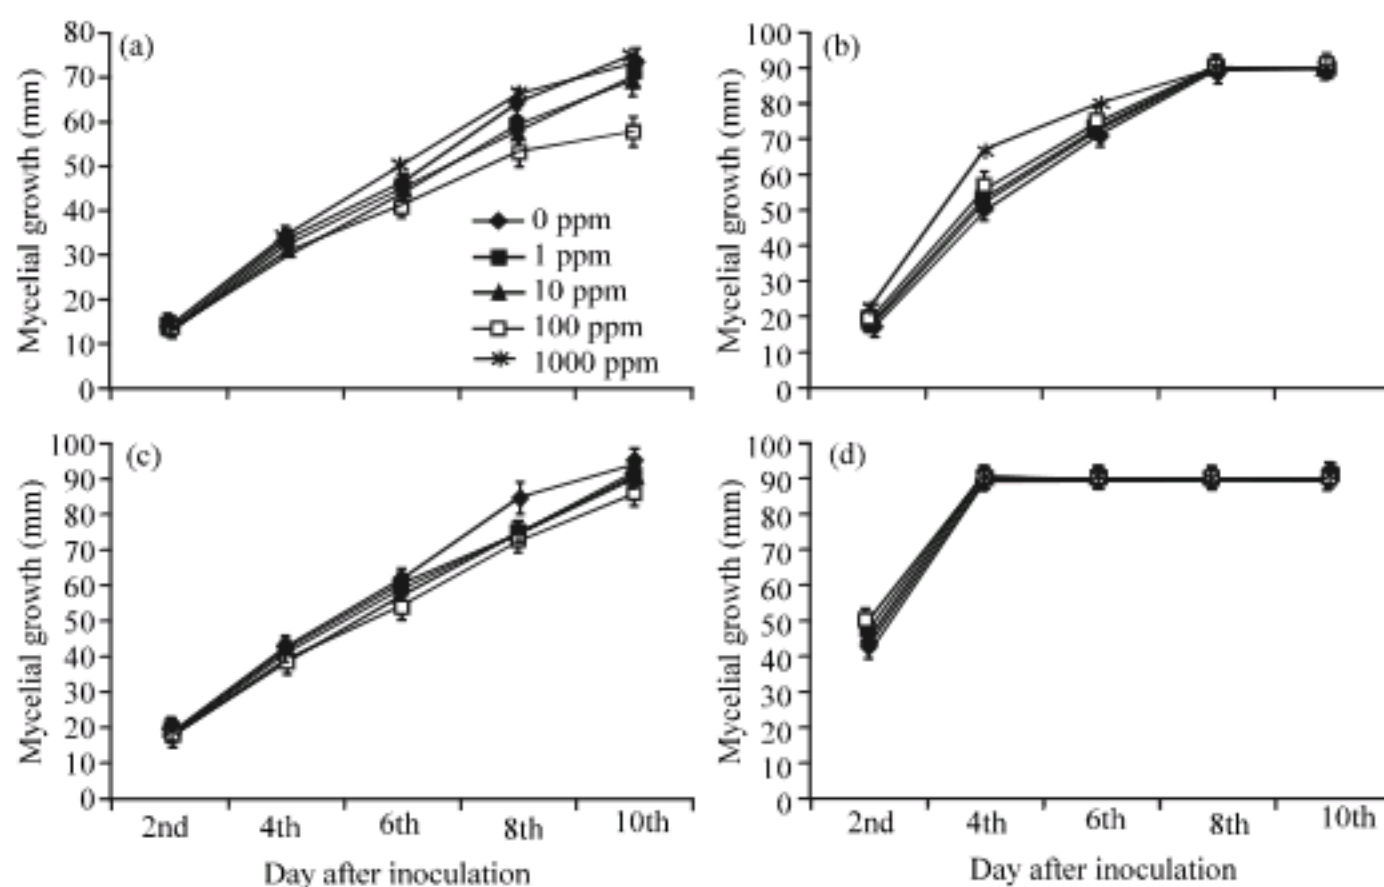 (a)
Mycelial growth (mm)
80
70
60
50
40
30
20
10
0
0 ppm
1 ppm
10 ppm
100 ppm
1000 ppm
(b)
Mycelial growth (mm)
100
90
80
70
60
50
40
30
20
10
0
(c)
Mycelial growth (mm)
100
90
80
70
60
50
40
30
20
10
0
2nd 4th 6th 8th 10th
Day after inoculation
(d)
Mycelial growth (mm)
100
90
80
70
60
50
40
30
20
10
0
2nd 4th 6th 8th 10th
Day after inoculation